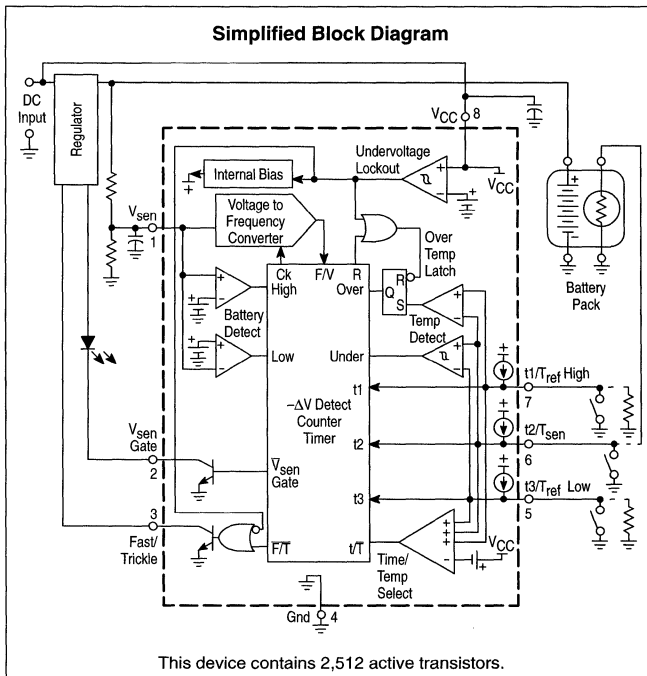 Simplified Block Diagram
DC
Input
Regulator
VCC 8
Undervoltage
Lockout
VCC
Internal Bias
Voltage to
Frequency
Converter
Vsen
1
Over
Temp
Latch
Ck F/V R
High Over
R
Q
S
Battery
Detect
Temp
Detect
Low Under
Battery
Pack
t1
t1/Tref High
7
–ΔV Detect
Counter
Timer
t2
t2/Tsen
6
Vsen
Gate
2
V̅sen
Gate
t3
t3/Tref Low
5
3
Fast/
Trickle
F/T̅
t/T̅
Time/
Temp
Select
VCC
Gnd 4
This device contains 2,512 active transistors.